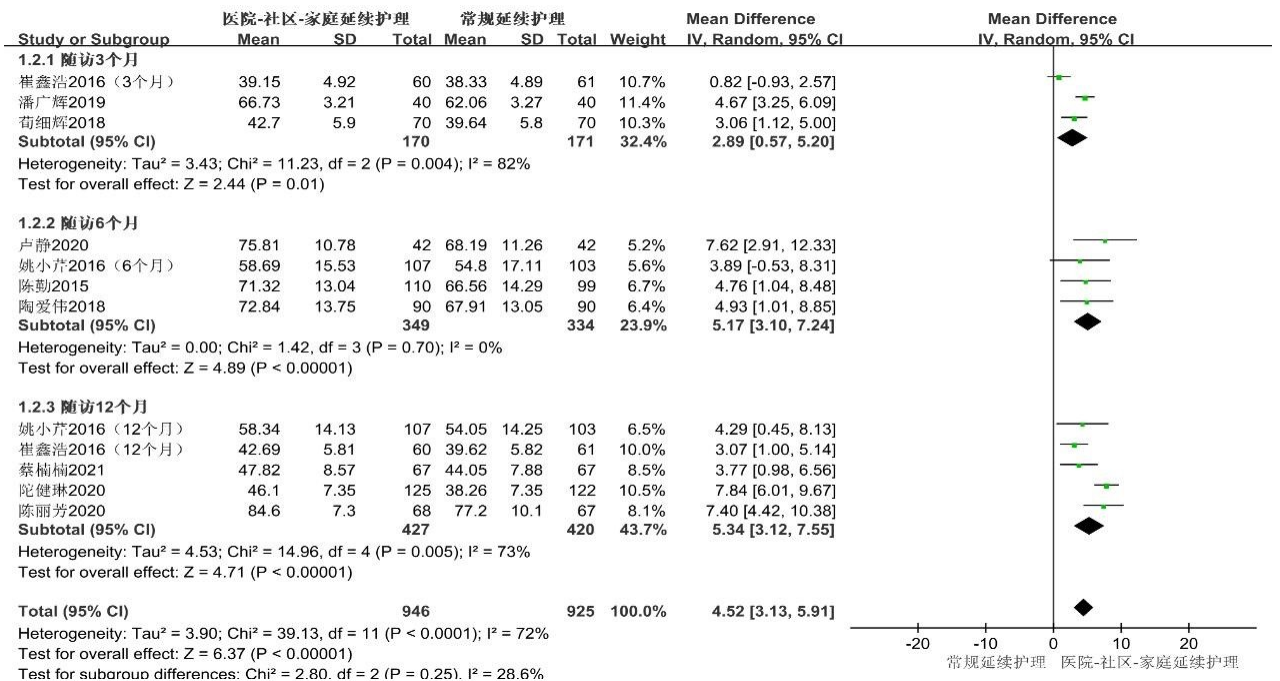 医院-社区-家庭延续护理 常规延续护理 Mean Difference Mean Difference
Study or Subgroup Mean SD Total Mean SD Total Weight IV, Random, 95% CI IV, Random, 95% CI
1.2.1 随访3个月
崔鑫浩2016（3个月） 39.15 4.92 60 38.33 4.89 61 10.7% 0.82 [-0.93, 2.57]
潘广辉2019 66.73 3.21 40 62.06 3.27 40 11.4% 4.67 [3.25, 6.09]
荀细辉2018 42.7 5.9 70 39.64 5.8 70 10.3% 3.06 [1.12, 5.00]
Subtotal (95% CI) 170 171 32.4% 2.89 [0.57, 5.20]
Heterogeneity: Tau² = 3.43; Chi² = 11.23, df = 2 (P = 0.004); I² = 82%
Test for overall effect: Z = 2.44 (P = 0.01)
1.2.2 随访6个月
卢静2020 75.81 10.78 42 68.19 11.26 42 5.2% 7.62 [2.91, 12.33]
姚小芹2016（6个月） 58.69 15.53 107 54.8 17.11 103 5.6% 3.89 [-0.53, 8.31]
陈勤2015 71.32 13.04 110 66.56 14.29 99 6.7% 4.76 [1.04, 8.48]
陶爱伟2018 72.84 13.75 90 67.91 13.05 90 6.4% 4.93 [1.01, 8.85]
Subtotal (95% CI) 349 334 23.9% 5.17 [3.10, 7.24]
Heterogeneity: Tau² = 0.00; Chi² = 1.42, df = 3 (P = 0.70); I² = 0%
Test for overall effect: Z = 4.89 (P < 0.00001)
1.2.3 随访12个月
姚小芹2016（12个月） 58.34 14.13 107 54.05 14.25 103 6.5% 4.29 [0.45, 8.13]
崔鑫浩2016（12个月） 42.69 5.81 60 39.62 5.82 61 10.0% 3.07 [1.00, 5.14]
蔡楠楠2021 47.82 8.57 67 44.05 7.88 67 8.5% 3.77 [0.98, 6.56]
陀健琳2020 46.1 7.35 125 38.26 7.35 122 10.5% 7.84 [6.01, 9.67]
陈丽芳2020 84.6 7.3 68 77.2 10.1 67 8.1% 7.40 [4.42, 10.38]
Subtotal (95% CI) 427 420 43.7% 5.34 [3.12, 7.55]
Heterogeneity: Tau² = 4.53; Chi² = 14.96, df = 4 (P = 0.005); I² = 73%
Test for overall effect: Z = 4.71 (P < 0.00001)
Total (95% CI) 946 925 100.0% 4.52 [3.13, 5.91]
Heterogeneity: Tau² = 3.90; Chi² = 39.13, df = 11 (P < 0.0001); I² = 72%
Test for overall effect: Z = 6.37 (P < 0.00001)
Test for subgroup differences: Chi² = 2.80, df = 2 (P = 0.25), I² = 28.6%
-20 -10 0 10 20
常规延续护理 医院-社区-家庭延续护理